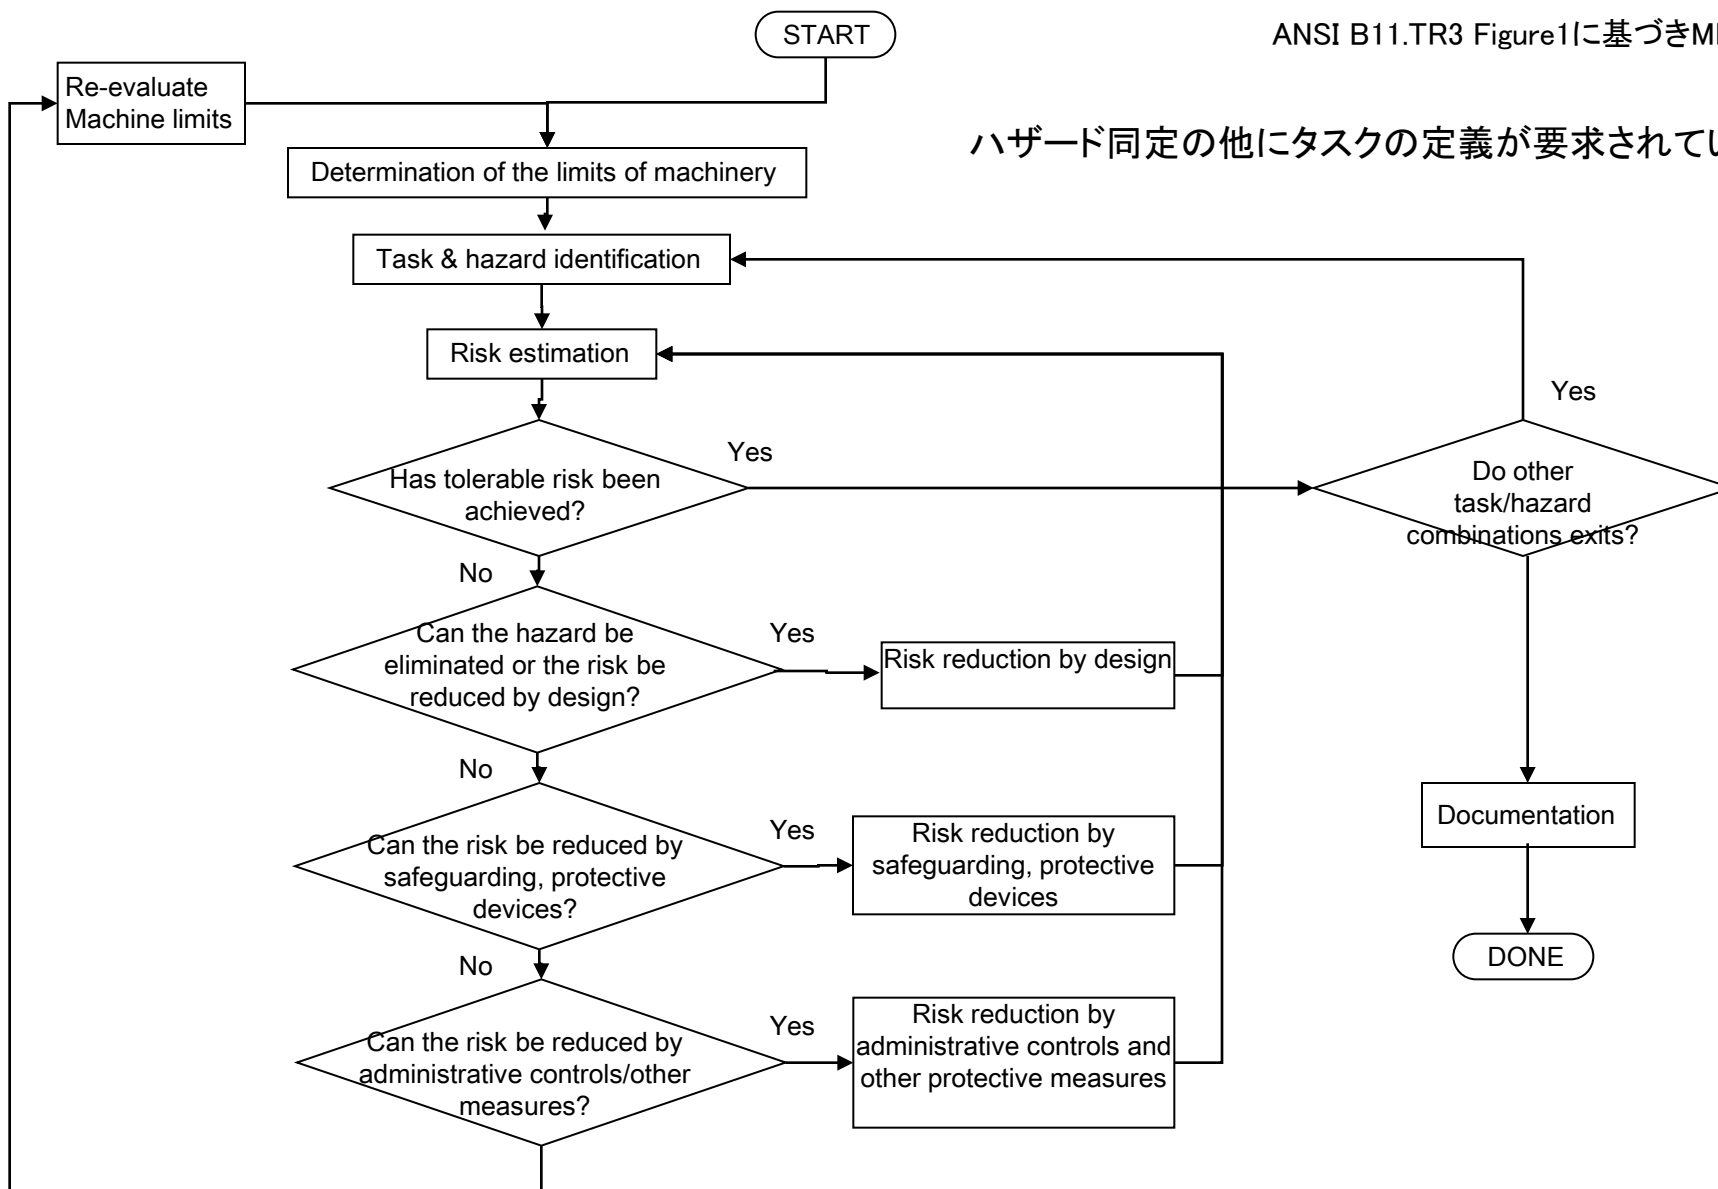 START
ANSI B11.TR3 Figure1に基づきM
Re-evaluate
Machine limits
ハザード同定の他にタスクの定義が要求されてい
Determination of the limits of machinery
Task & hazard identification
Risk estimation
Yes
Has tolerable risk been
achieved?
Yes
Do other
task/hazard
combinations exits?
No
Can the hazard be
eliminated or the risk be
reduced by design?
Yes
Risk reduction by design
No
Can the risk be reduced by
safeguarding, protective
devices?
Yes
Risk reduction by
safeguarding, protective
devices
Documentation
No
DONE
Can the risk be reduced by
administrative controls/other
measures?
Yes
Risk reduction by
administrative controls and
other protective measures